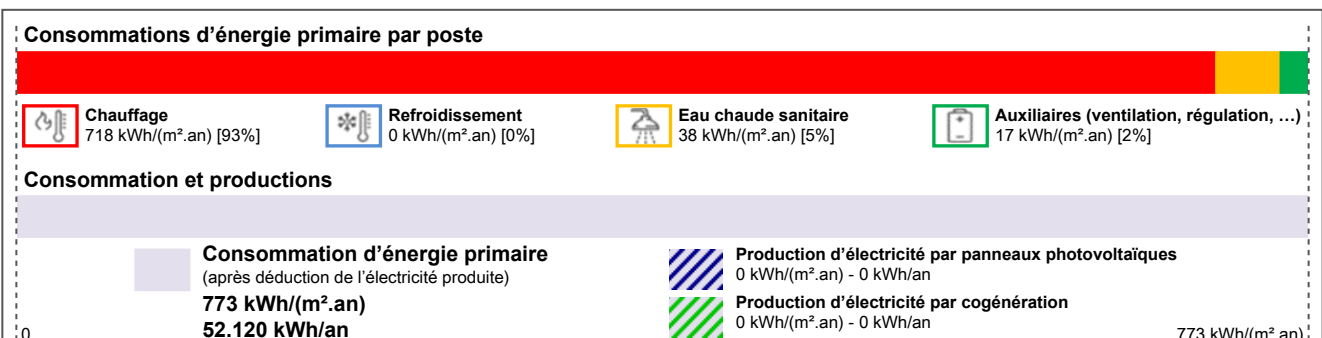 Consommations d'énergie primaire par poste
Chauffage
718 kWh/(m².an) [93%]
Refroidissement
0 kWh/(m².an) [0%]
Eau chaude sanitaire
38 kWh/(m².an) [5%]
Auxiliaires (ventilation, régulation, …)
17 kWh/(m².an) [2%]
Consommation et productions
Consommation d'énergie primaire
(après déduction de l'électricité produite)
773 kWh/(m².an)
52.120 kWh/an
Production d'électricité par panneaux photovoltaïques
0 kWh/(m².an) - 0 kWh/an
Production d'électricité par cogénération
0 kWh/(m².an) - 0 kWh/an
0
773 kWh/(m².an)